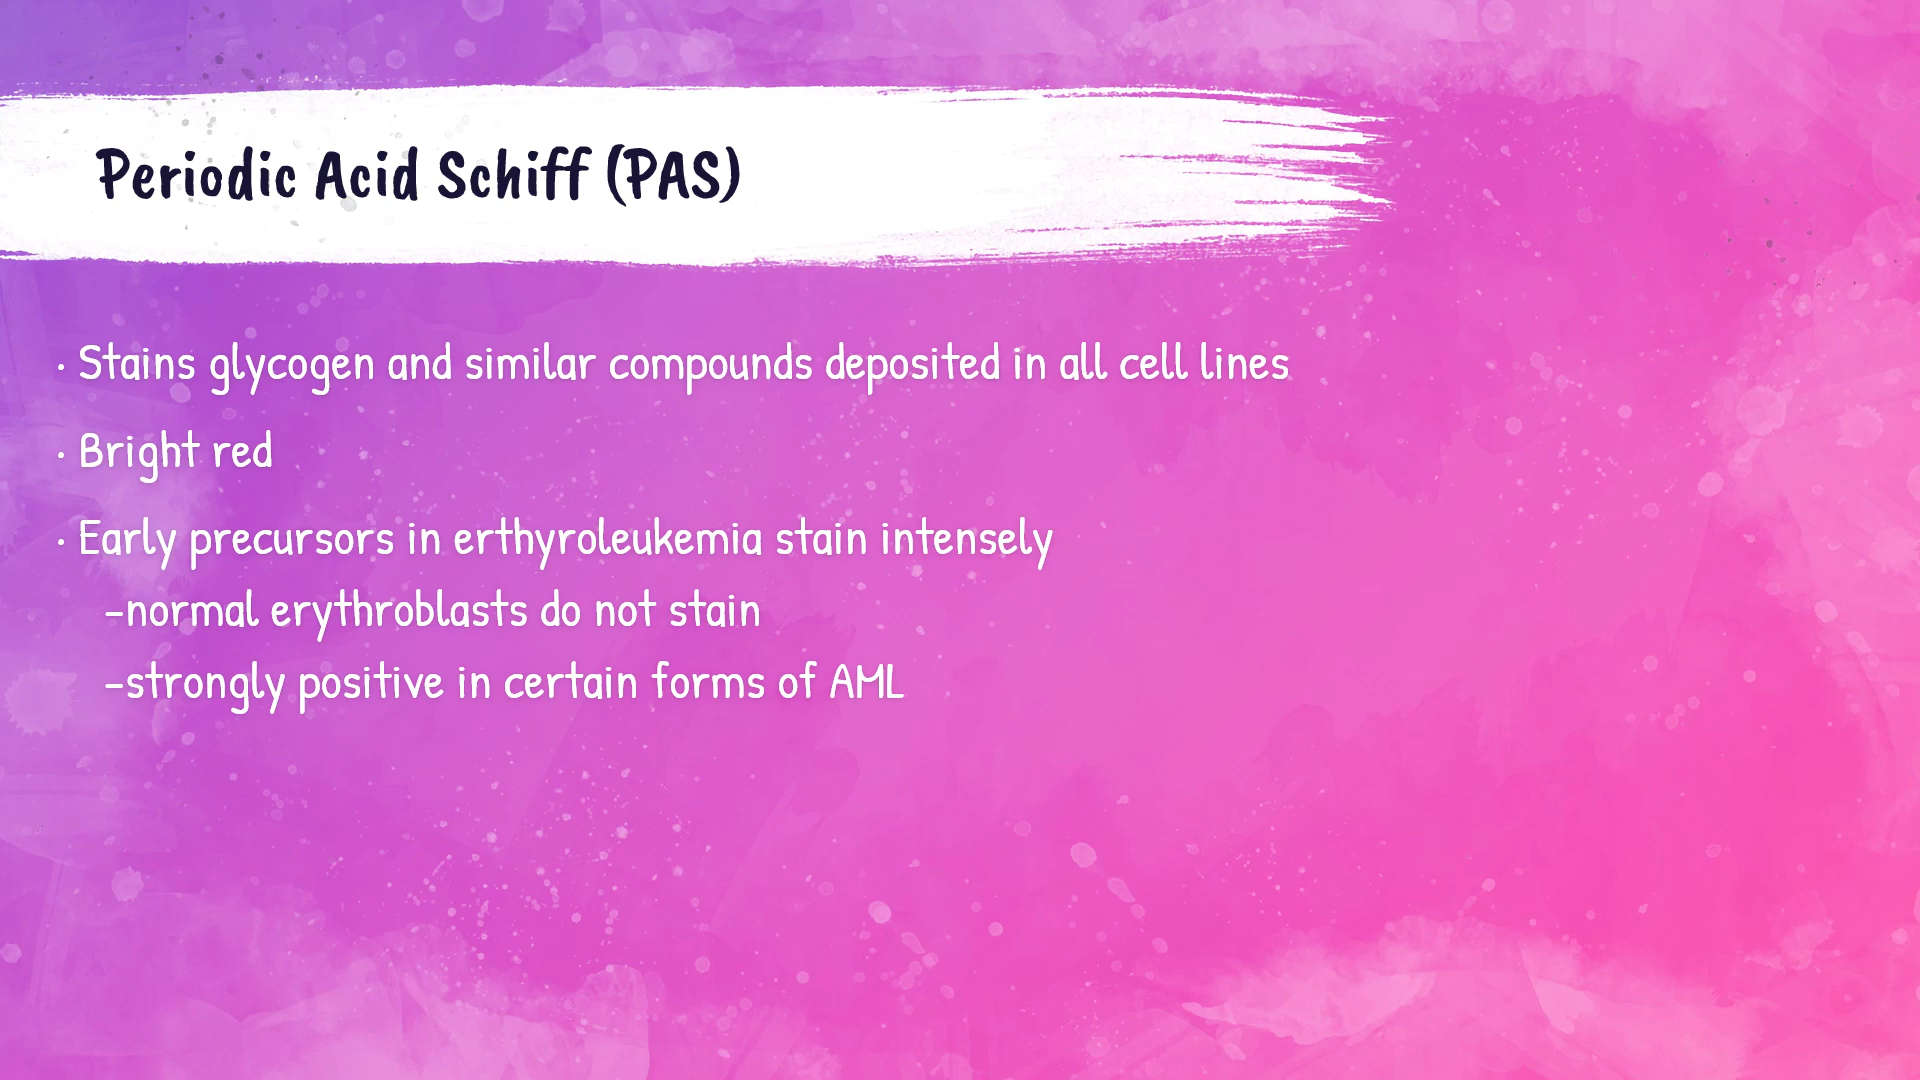 Periodic Acid Schiff (PAS)
· Stains glycogen and similar compounds deposited in all cell lines
· Bright red
· Early precursors in erthyroleukemia stain intensely
–normal erythroblasts do not stain
–strongly positive in certain forms of AML